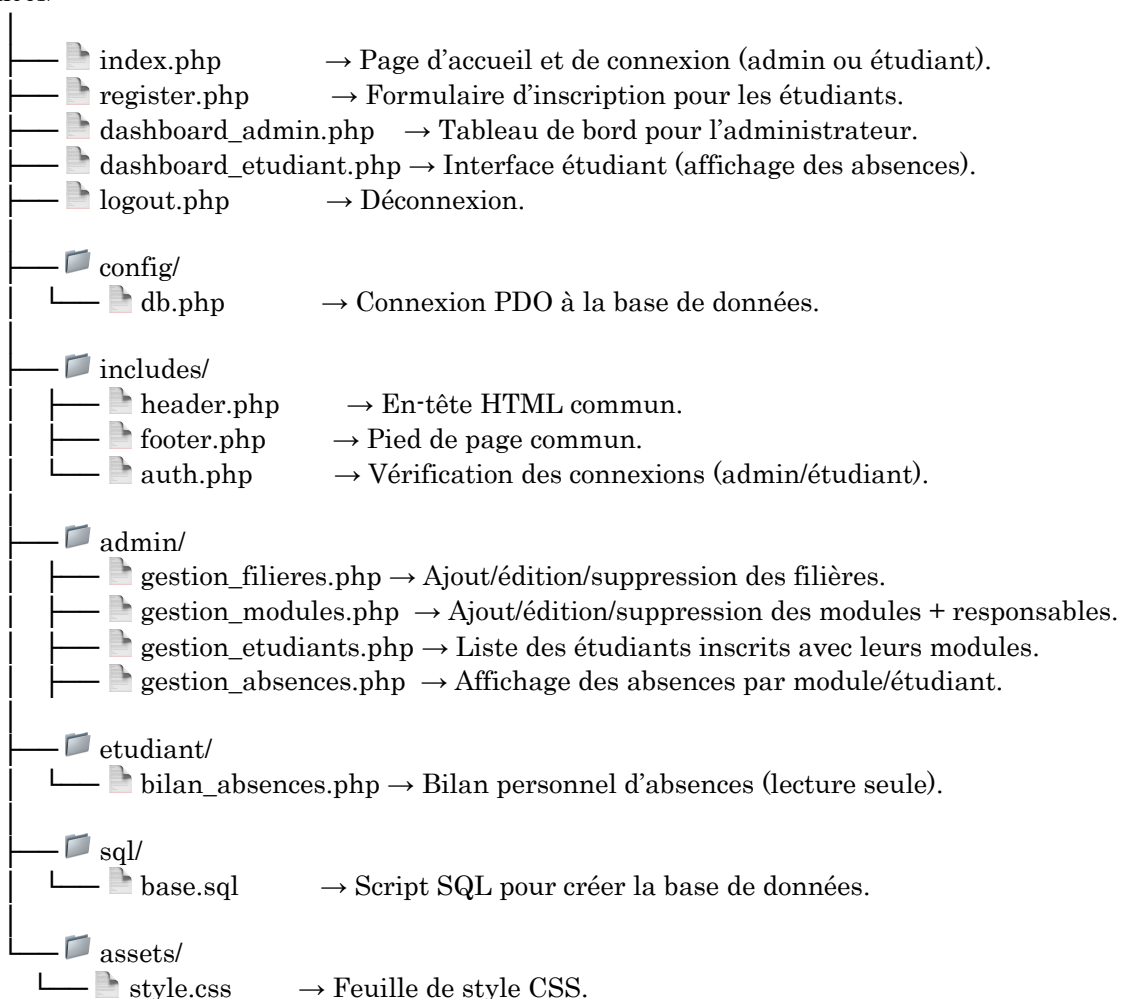 index.php → Page d’accueil et de connexion (admin ou étudiant).
register.php → Formulaire d’inscription pour les étudiants.
dashboard_admin.php → Tableau de bord pour l’administrateur.
dashboard_etudiant.php → Interface étudiant (affichage des absences).
logout.php → Déconnexion.
config/
db.php → Connexion PDO à la base de données.
includes/
header.php → En-tête HTML commun.
footer.php → Pied de page commun.
auth.php → Vérification des connexions (admin/étudiant).
admin/
gestion_filieres.php → Ajout/édition/suppression des filières.
gestion_modules.php → Ajout/édition/suppression des modules + responsables.
gestion_etudiants.php → Liste des étudiants inscrits avec leurs modules.
gestion_absences.php → Affichage des absences par module/étudiant.
etudiant/
bilan_absences.php → Bilan personnel d’absences (lecture seule).
sql/
base.sql → Script SQL pour créer la base de données.
assets/
style.css → Feuille de style CSS.